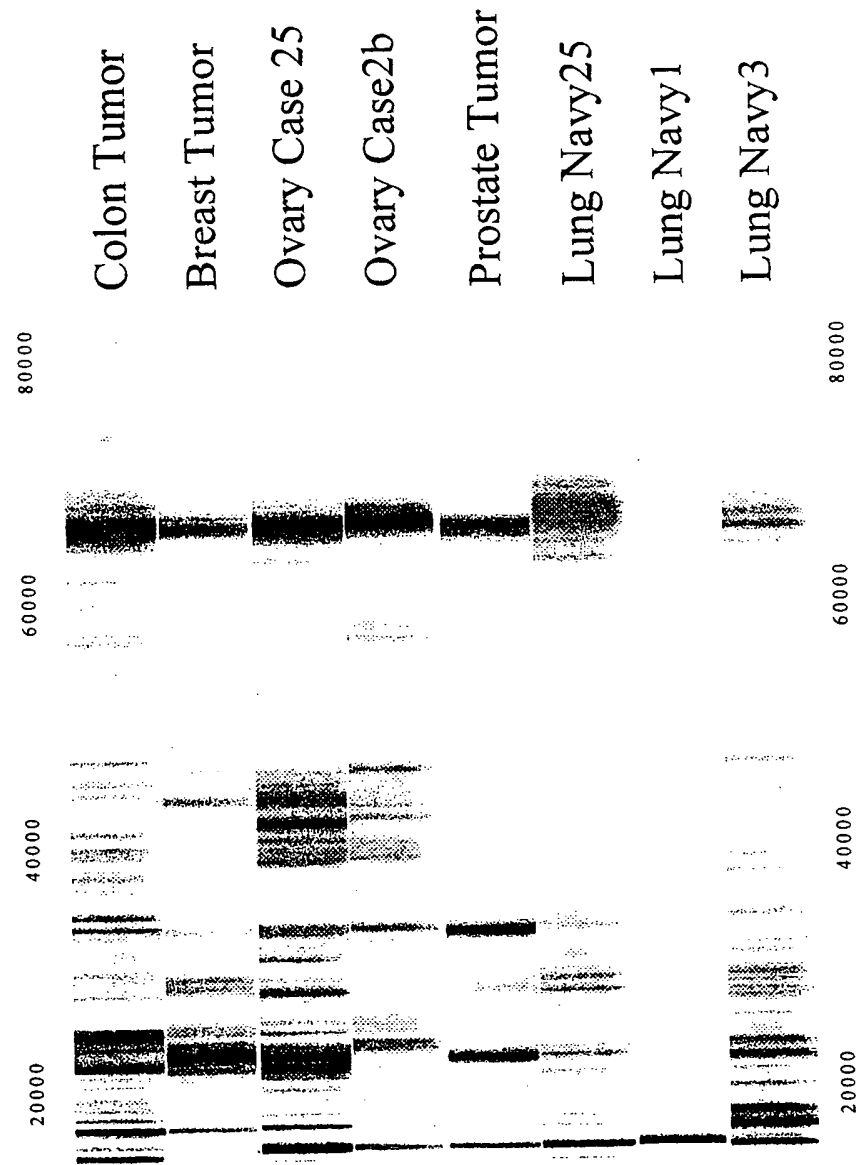 Colon Tumor
Breast Tumor
Ovary Case 25
Ovary Case2b
Prostate Tumor
Lung Navy25
Lung Navy1
Lung Navy3
80000
80000
60000
60000
40000
40000
20000
20000